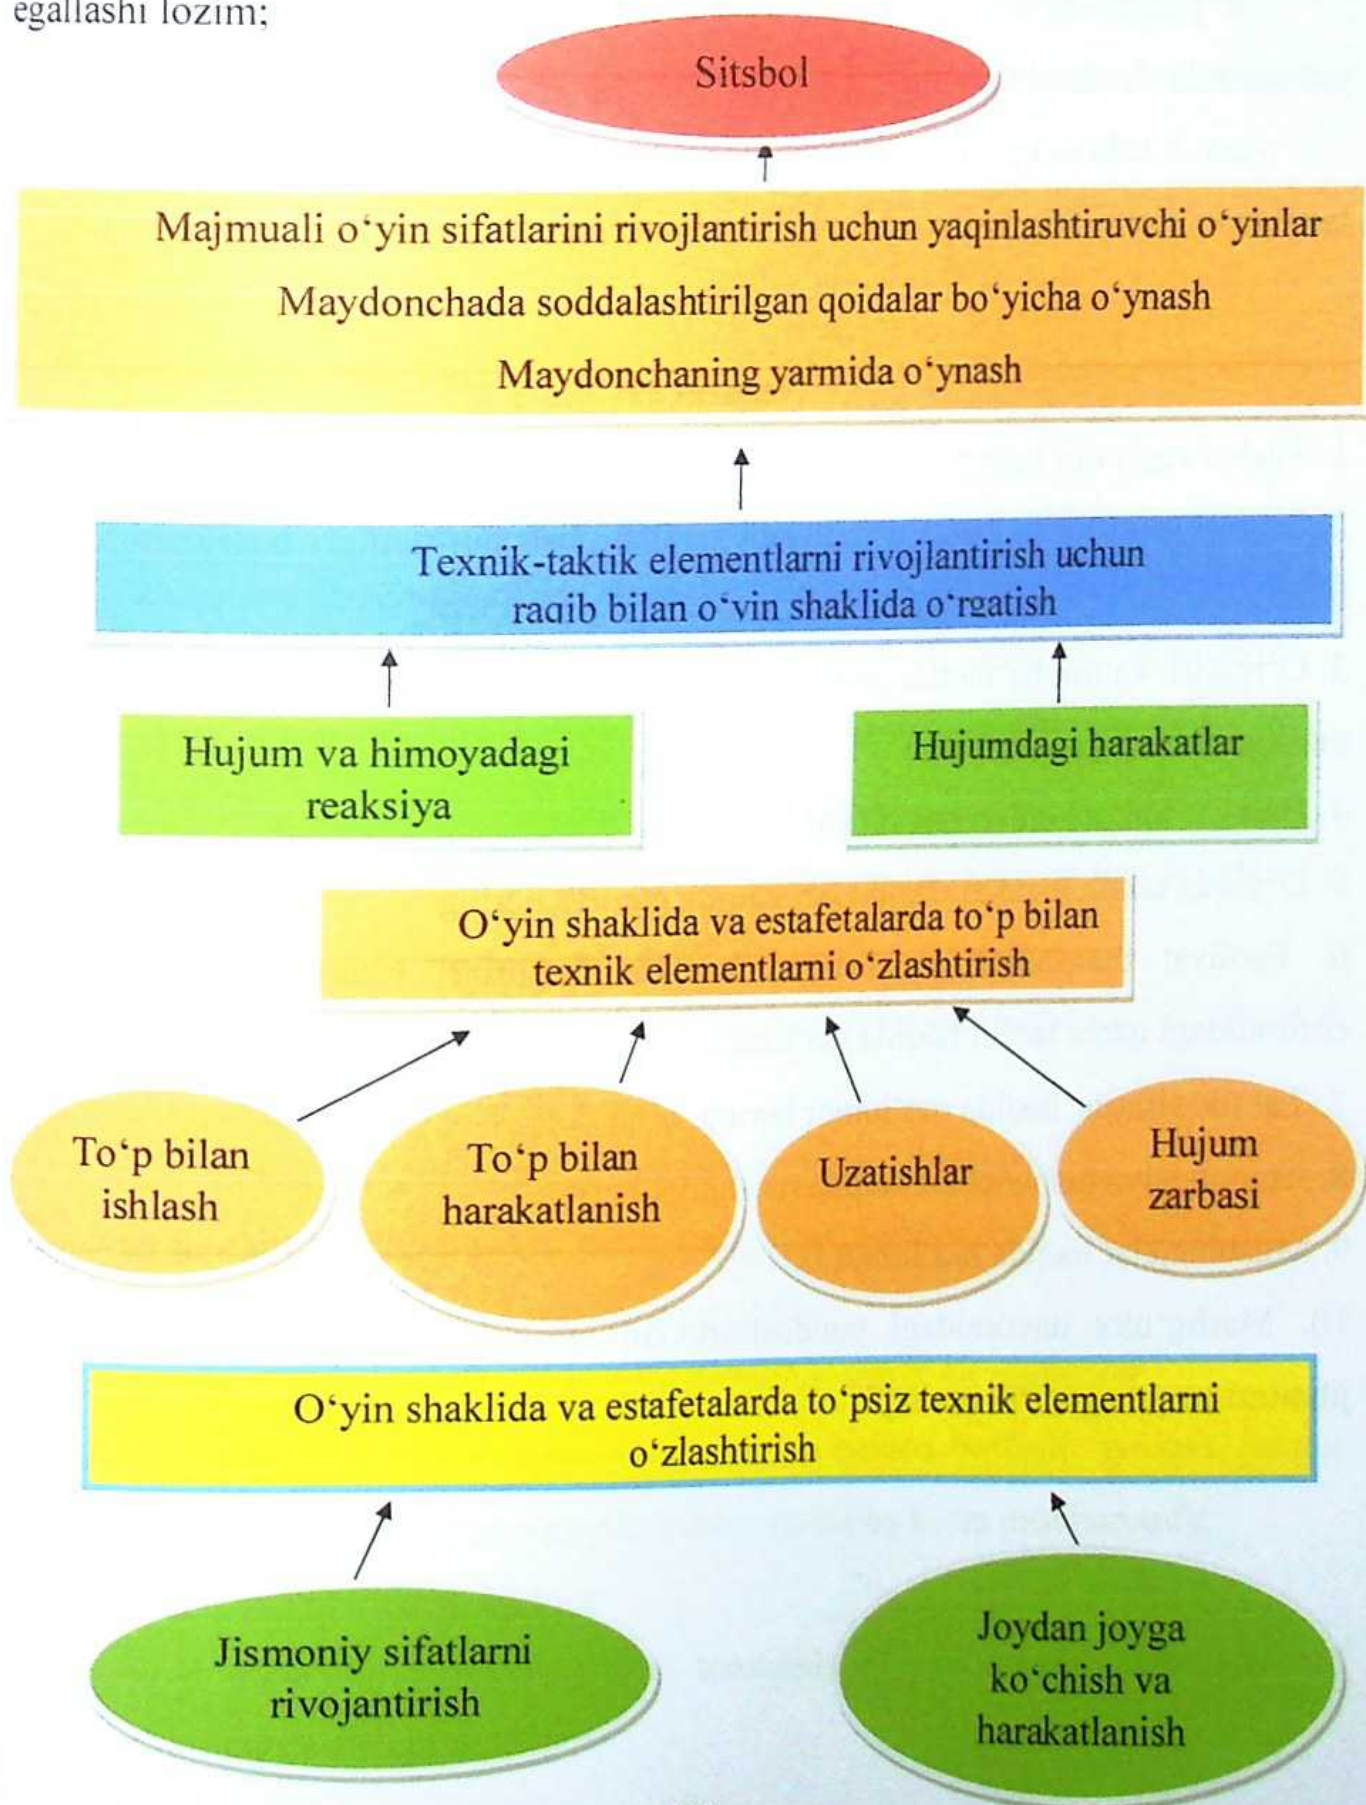 egallashi lozim;
Sitsbol
Majmuali o‘yin sifatlarini rivojlantirish uchun yaqinlashtiruvchi o‘yinlar
Maydonchada soddalashtirilgan qoidalar bo‘yicha o‘ynash
Maydonchaning yarmida o‘ynash
Texnik-taktik elementlarni rivojlantirish uchun
raqib bilan o‘yin shaklida o‘rgatish
Hujum va himoyadagi
reaksiya
Hujumdagi harakatlar
O‘yin shaklida va estafetalarda to‘p bilan
texnik elementlarni o‘zlashtirish
To‘p bilan
ishlash
To‘p bilan
harakatlanish
Uzatishlar
Hujum
zarbasi
O‘yin shaklida va estafetalarda to‘psiz texnik elementlarni
o‘zlashtirish
Jismoniy sifatlarni
rivojantirish
Joydan joyga
ko‘chish va
harakatlanish